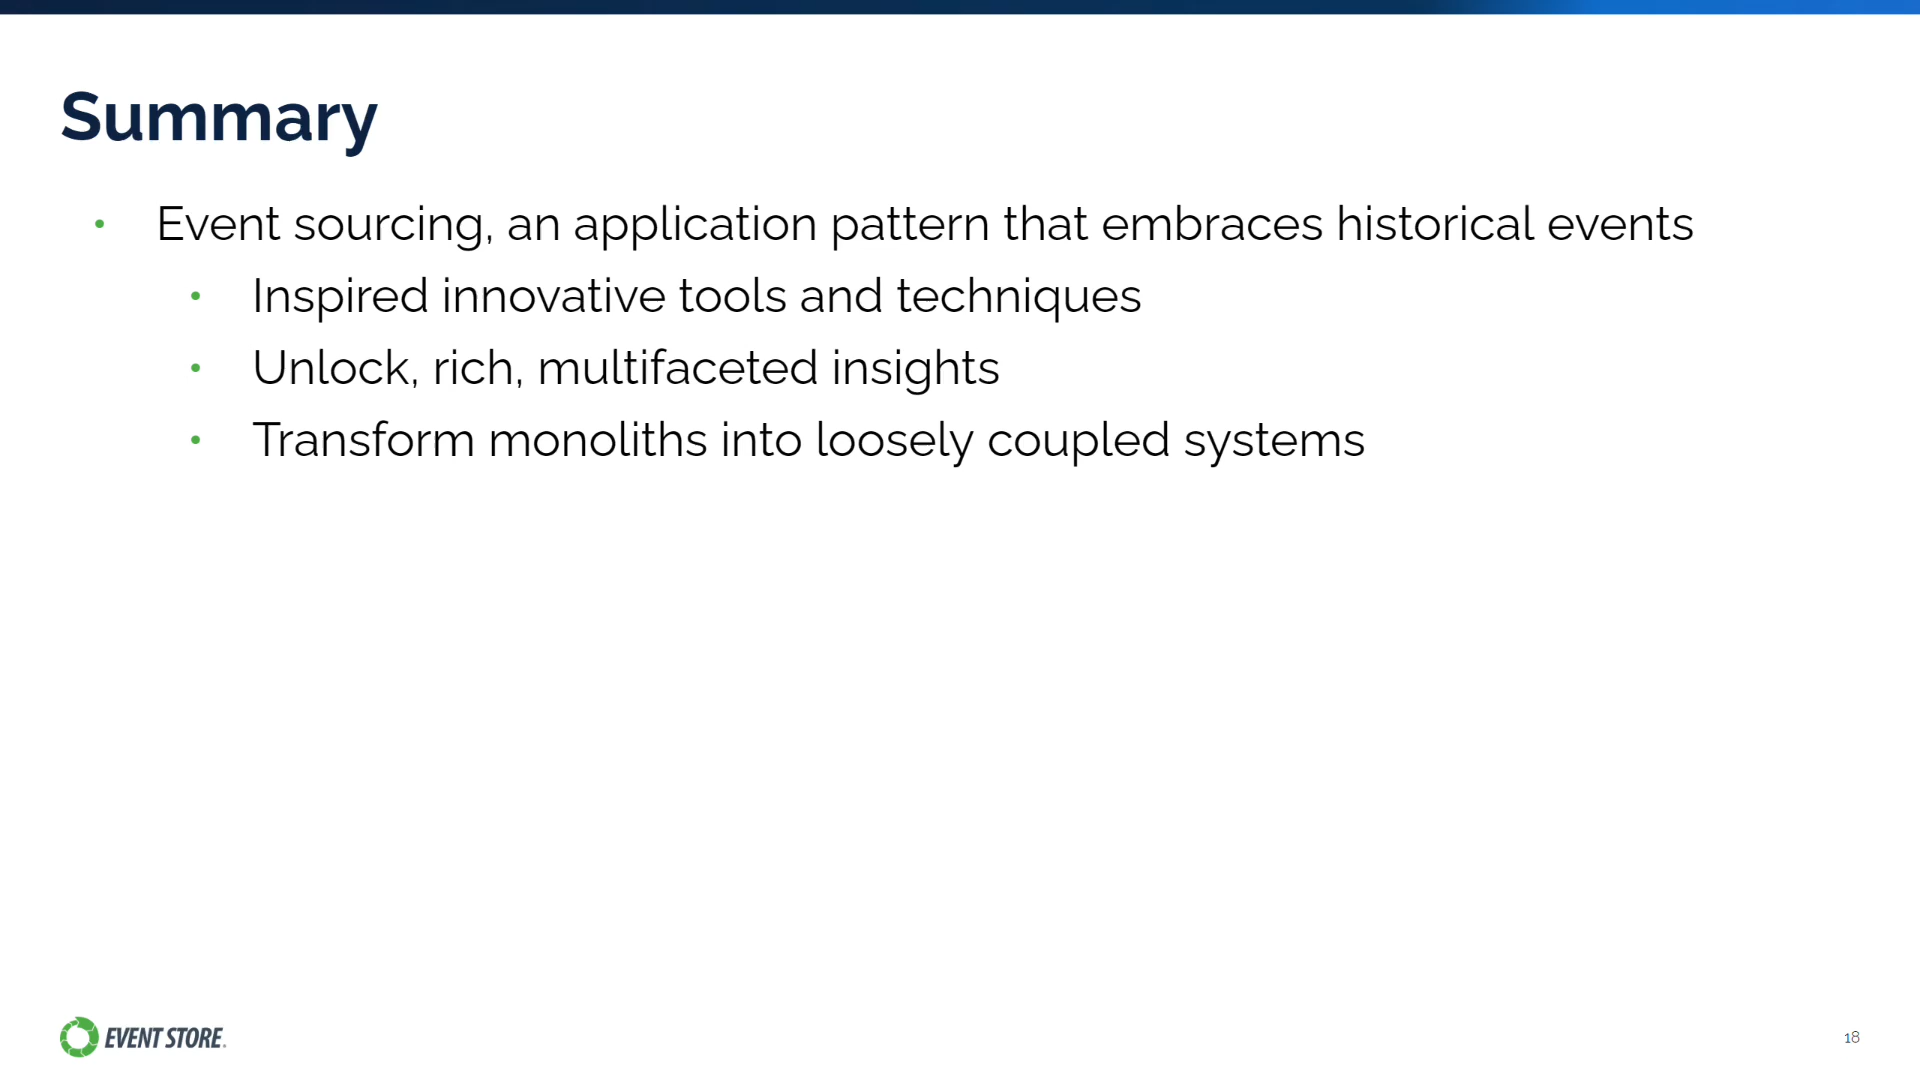 Summary
• Event sourcing, an application pattern that embraces historical events
• Inspired innovative tools and techniques
• Unlock, rich, multifaceted insights
• Transform monoliths into loosely coupled systems
EVENT STORE.
18